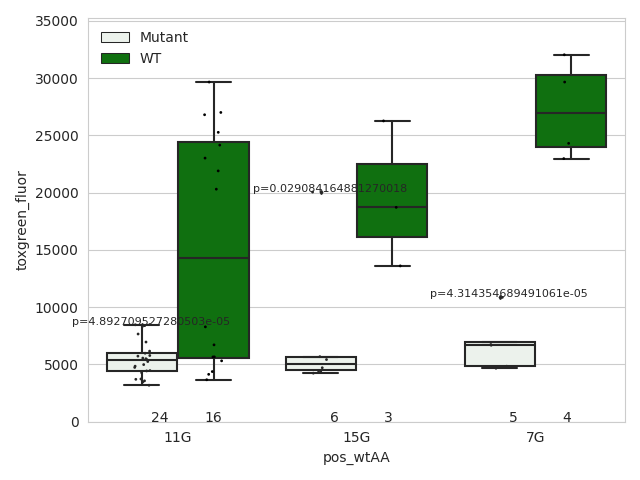 35000
Mutant
WT
30000
25000
20000
15000
10000
5000
0
toxgreen_fluor
p=0.029084164881270018
p=4.314354689491061e-05
p=4.892709527280503e-05
24 16 6 3 5 4
11G 15G 7G
pos_wtAA